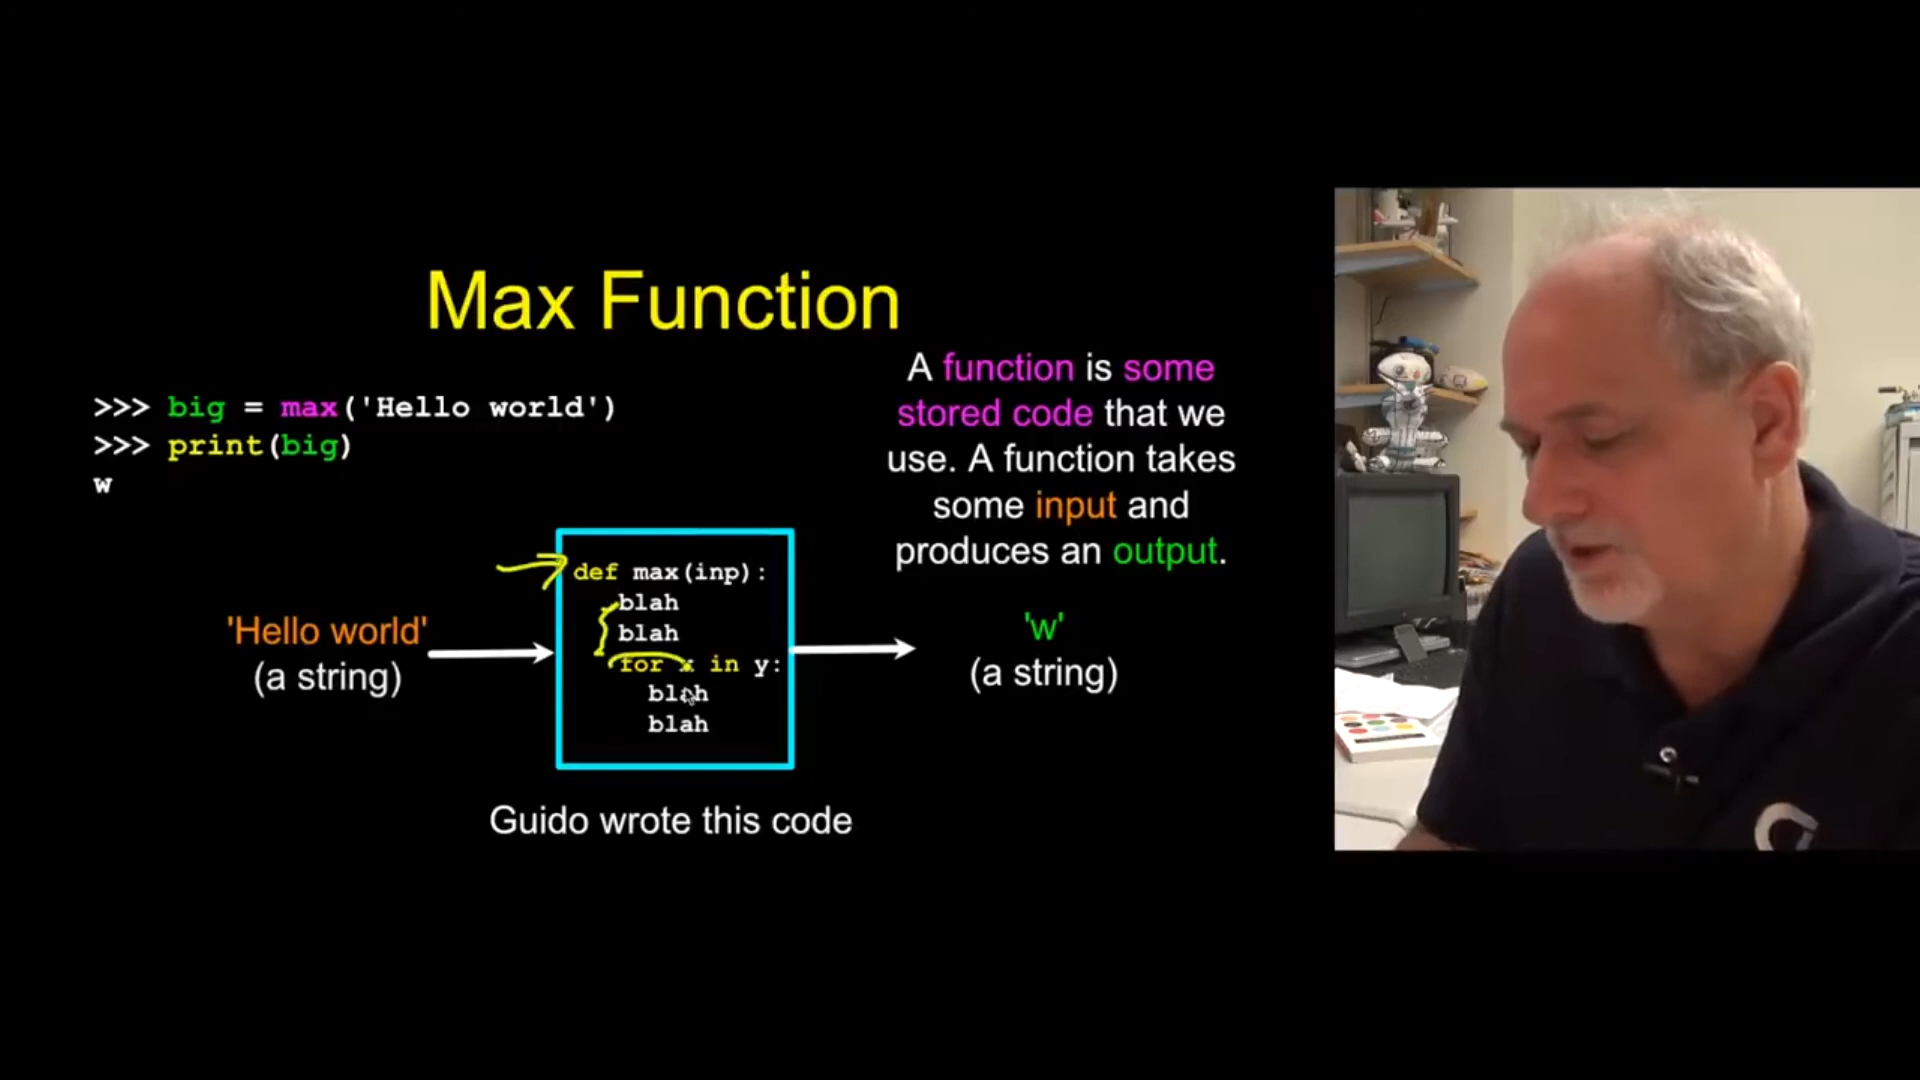 Max Function
>>> big = max('Hello world')
>>> print(big)
w
A function is some
stored code that we
use. A function takes
some input and
produces an output.
'Hello world'
(a string)
def max(inp):
blah
blah
for x in y:
blah
blah
'w'
(a string)
Guido wrote this code